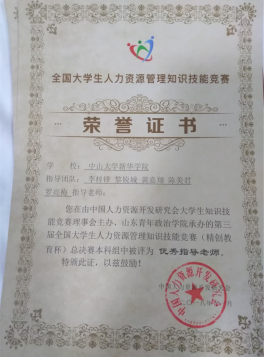 全国大学生人力资源管理知识技能竞赛
荣誉证书
学 校：中山大学新华学院
指导团队：李梓锋 黎锐城 龚嘉翔 陈美君
罗 指导老师：
您在由中国人力资源开发研究会大学生知识技
能竞赛理事会主办、山东青年政治学院承办的第三
届全国大学生人力资源管理知识技能竞赛（精创教
育杯）总决赛本科组中被评为 优秀指导老师。
特颁此证，以兹鼓励！